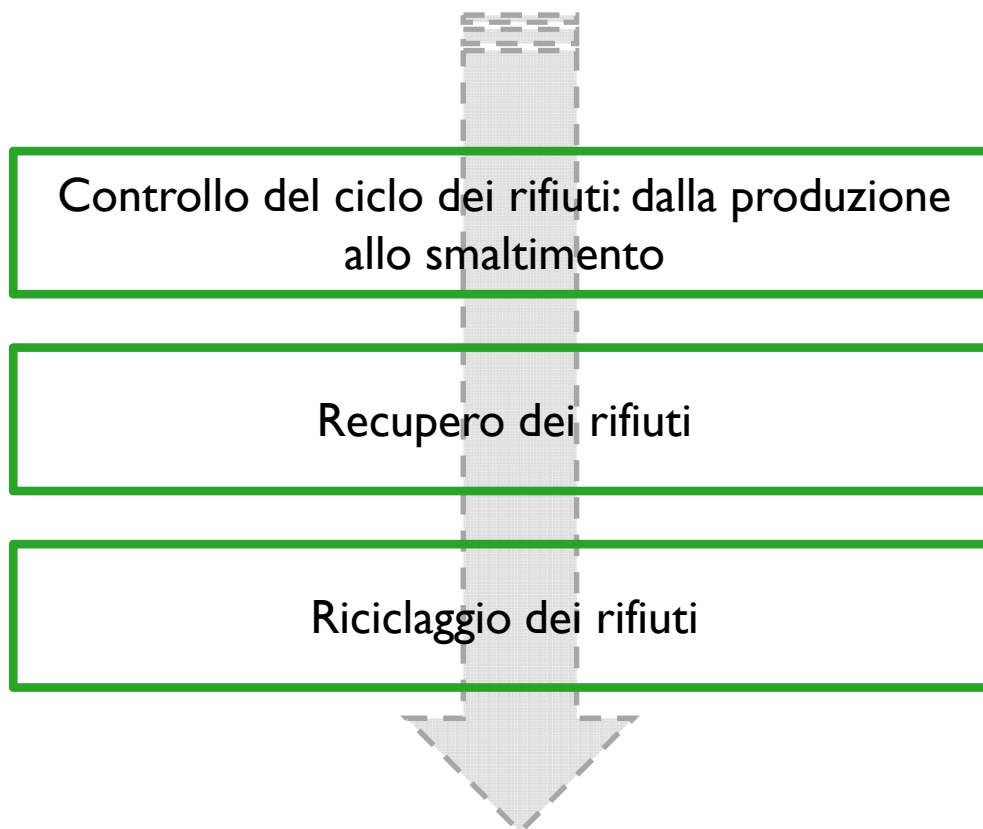 Controllo del ciclo dei rifiuti: dalla produzione
allo smaltimento
Recupero dei rifiuti
Riciclaggio dei rifiuti